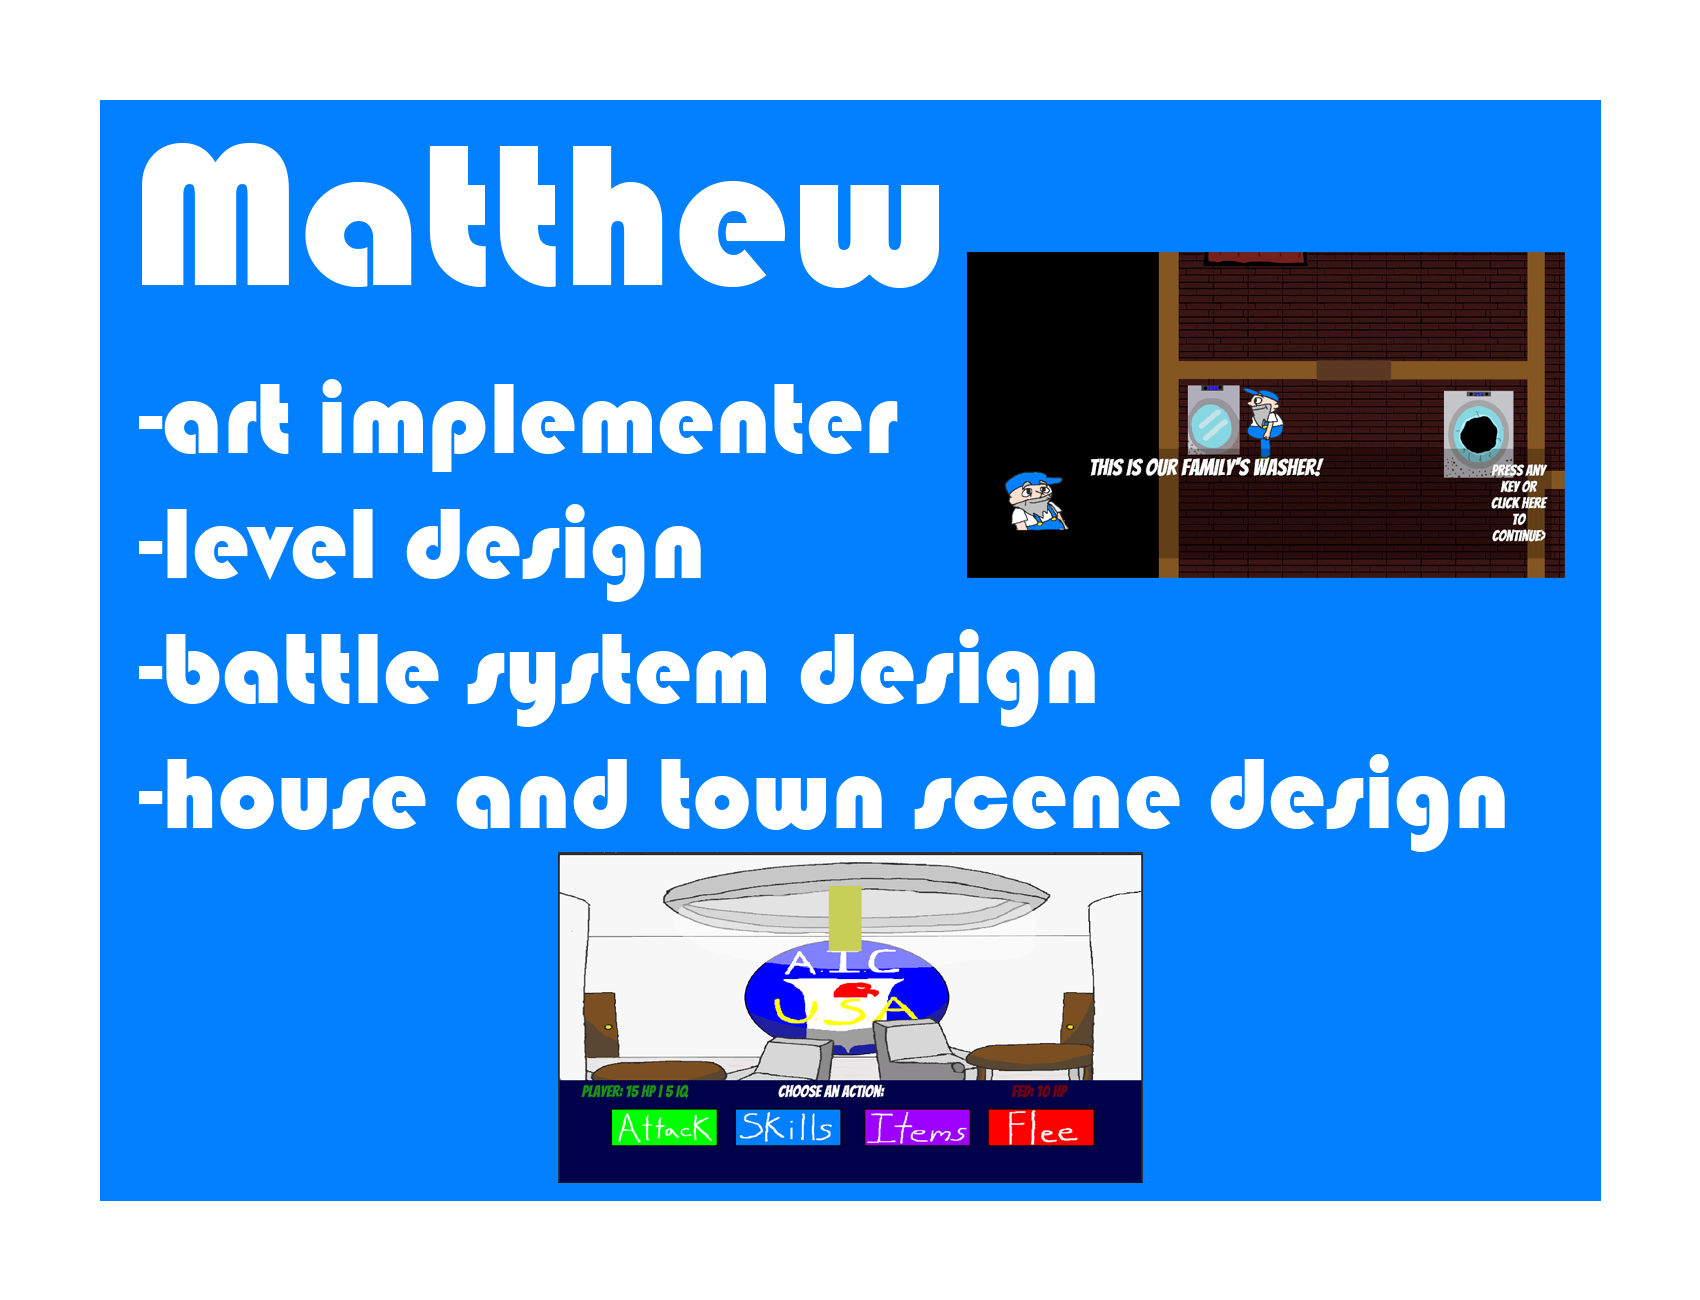 Matthew
-art implementer
-level design
-battle system design
-house and town scene design
THIS IS OUR FAMILY'S WASHER!
PRESS ANY
KEY OR
CLICK HERE
TO
CONTINUE>
AIC
USA
PLAYER: 15 HP | 5 IQ
CHOOSE AN ACTION:
FED: 10 HP
Attack
Skills
Items
Flee